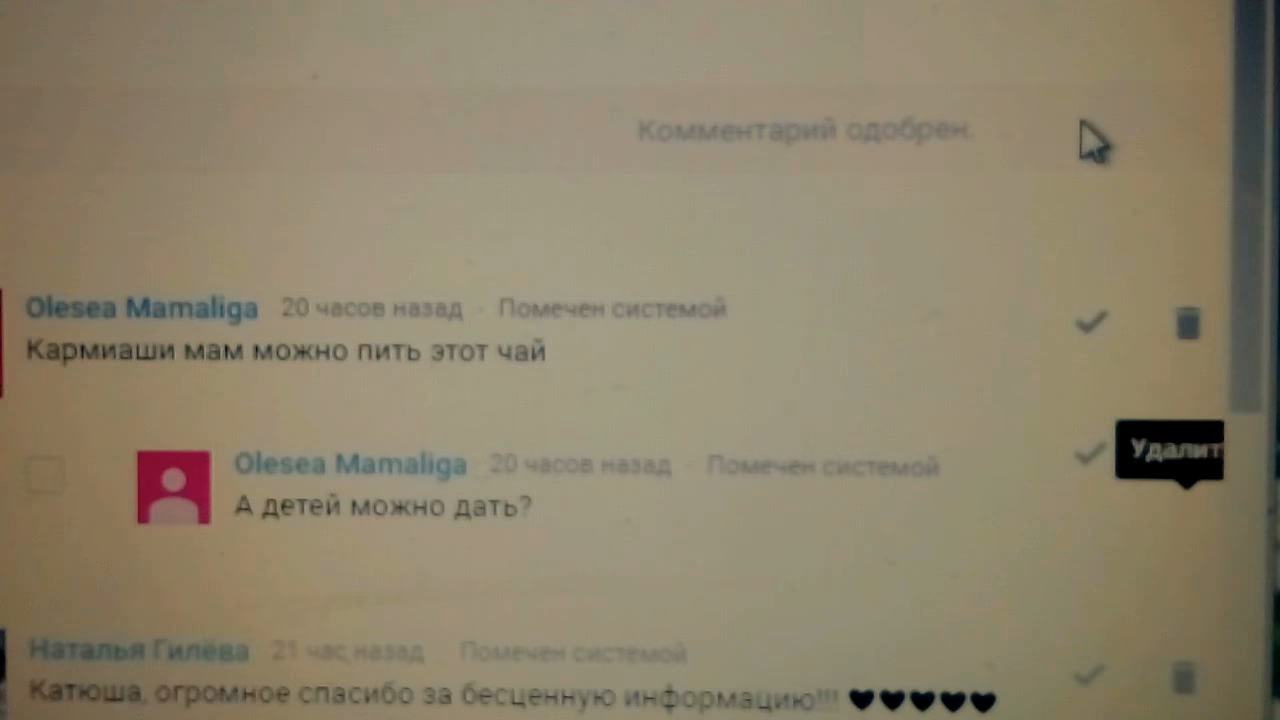 Комментарий одобрен.
Olesea Mamaliga 20 часов назад · Помечен системой
Кармиаши мам можно пить этот чай
Удалит
Olesea Mamaliga 20 часов назад · Помечен системой
А детей можно дать?
Наталья Гилёва 21 час назад Помечен системой
Катюша, огромное спасибо за бесценную информацию!!! ♥♥♥♥♥